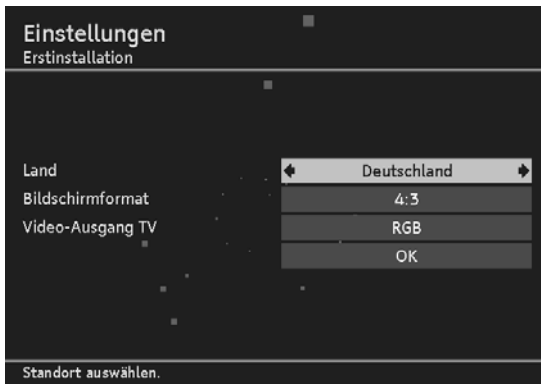 Einstellungen
Erstinstallation
Land Deutschland
Bildschirmformat 4:3
Video-Ausgang TV RGB
OK
Standort auswählen.